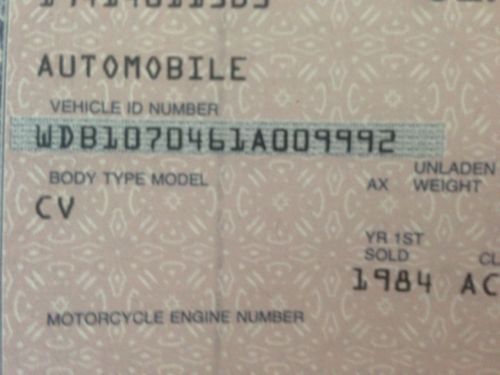 AUTOMOBILE
VEHICLE ID NUMBER
WDB1070461A009992
BODY TYPE MODEL
AX
UNLADEN
WEIGHT
CV
YR 1ST
SOLD
CL
1984
AC
MOTORCYCLE ENGINE NUMBER